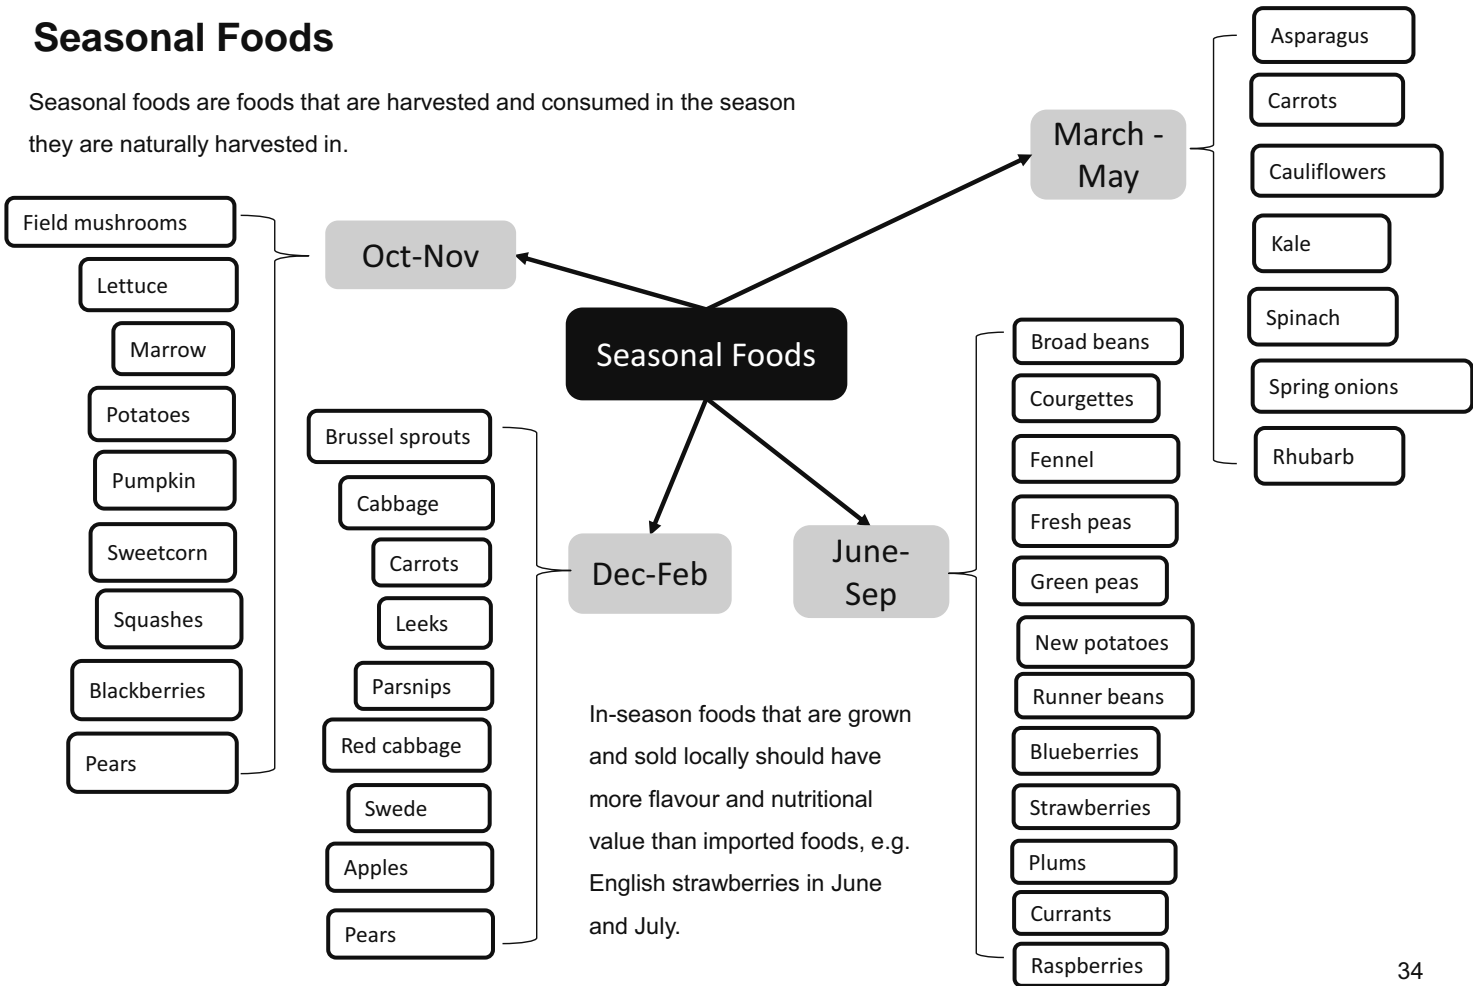 Seasonal Foods
Seasonal foods are foods that are harvested and consumed in the season
they are naturally harvested in.
Seasonal Foods
March -
May
Asparagus
Carrots
Cauliflowers
Kale
Spinach
Spring onions
Rhubarb
June-
Sep
Broad beans
Courgettes
Fennel
Fresh peas
Green peas
New potatoes
Runner beans
Blueberries
Strawberries
Plums
Currants
Raspberries
Oct-Nov
Field mushrooms
Lettuce
Marrow
Potatoes
Pumpkin
Sweetcorn
Squashes
Blackberries
Pears
Dec-Feb
Brussel sprouts
Cabbage
Carrots
Leeks
Parsnips
Red cabbage
Swede
Apples
Pears
In-season foods that are grown
and sold locally should have
more flavour and nutritional
value than imported foods, e.g.
English strawberries in June
and July.
34